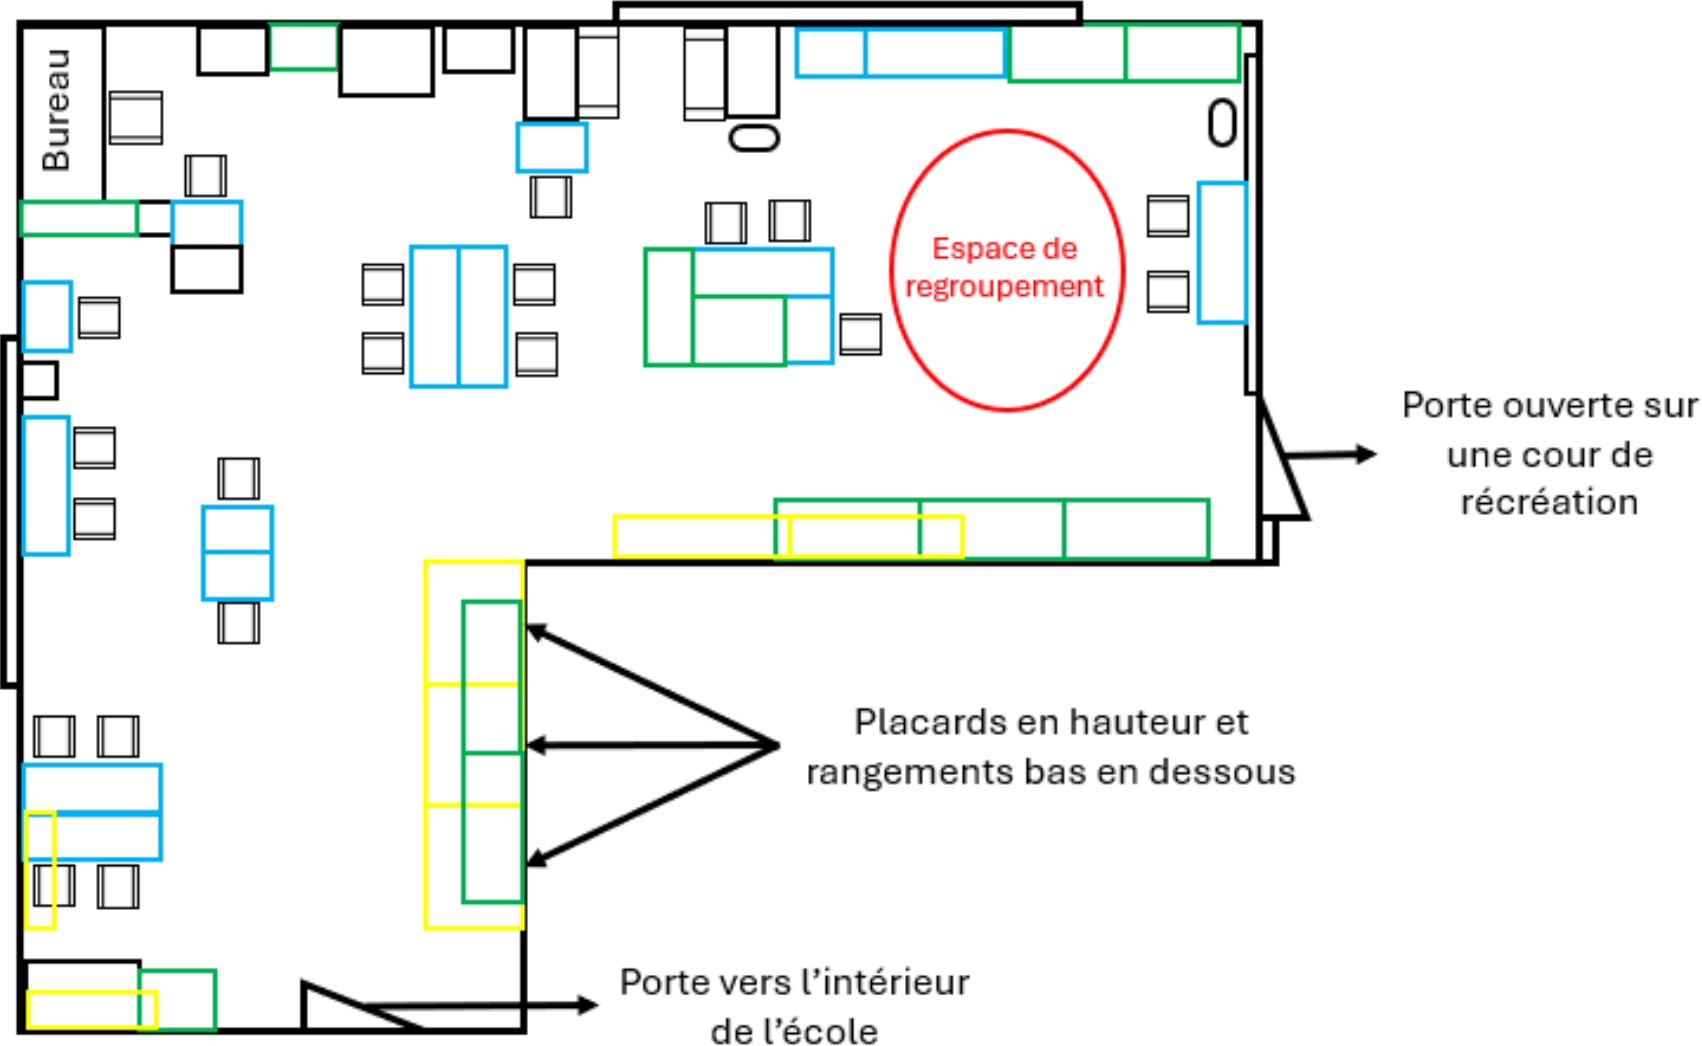 Bureau
Espace de
regroupement
Porte ouverte sur
une cour de
récréation
Placards en hauteur et
rangements bas en dessous
Porte vers l’intérieur
de l’école